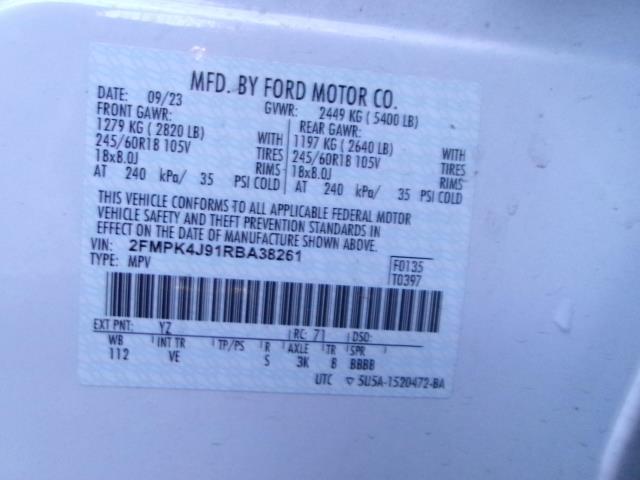 MFD. BY FORD MOTOR CO.
DATE: 09/23 GVWR: 2449 KG ( 5400 LB)
FRONT GAWR: REAR GAWR:
1279 KG ( 2820 LB) WITH 1197 KG ( 2640 LB) WITH
245/60R18 105V TIRES 245/60R18 105V TIRES
18x8.0J RIMS 18x8.0J RIMS
AT 240 kPa/ 35 PSI COLD AT 240 kPa/ 35 PSI COLD
THIS VEHICLE CONFORMS TO ALL APPLICABLE FEDERAL MOTOR
VEHICLE SAFETY AND THEFT PREVENTION STANDARDS IN
EFFECT ON THE DATE OF MANUFACTURE SHOWN ABOVE.
VIN: 2FMPK4J91RBA38261
TYPE: MPV F0135
T0397
EXT PNT: YZ RC: 71 DSO:
WB INT TR TP/PS R AXLE TR SPR
112 VE S 3K B BBBB
UTC ▽ 5U5A-1520472-BA